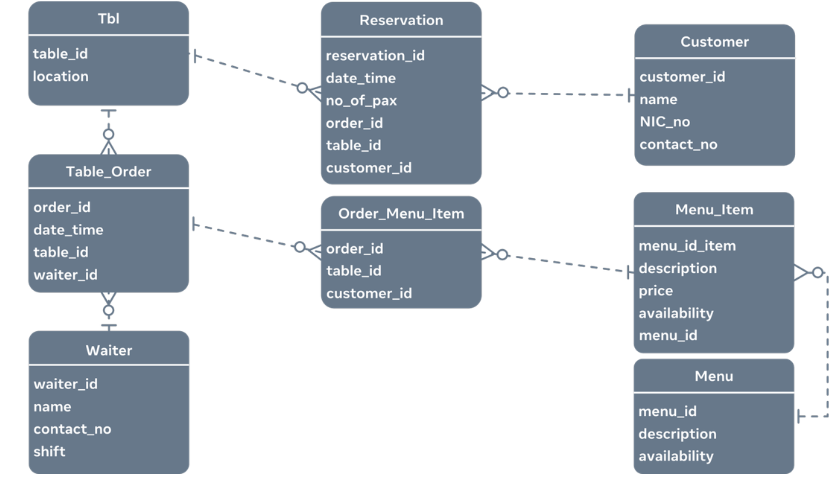 Tbl
table_id
location
Reservation
reservation_id
date_time
no_of_pax
order_id
table_id
customer_id
Customer
customer_id
name
NIC_no
contact_no
Table_Order
order_id
date_time
table_id
waiter_id
Order_Menu_Item
order_id
table_id
customer_id
Menu_Item
menu_id_item
description
price
availability
menu_id
Waiter
waiter_id
name
contact_no
shift
Menu
menu_id
description
availability